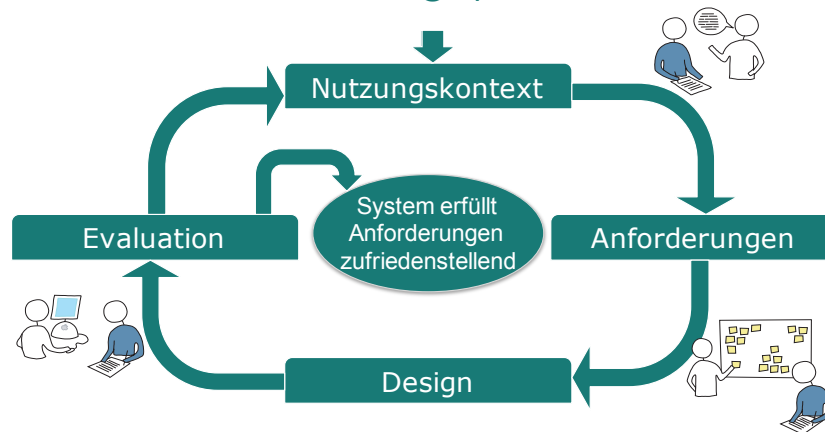 Nutzungskontext
System erfüllt
Anforderungen
zufriedenstellend
Evaluation
Anforderungen
Design